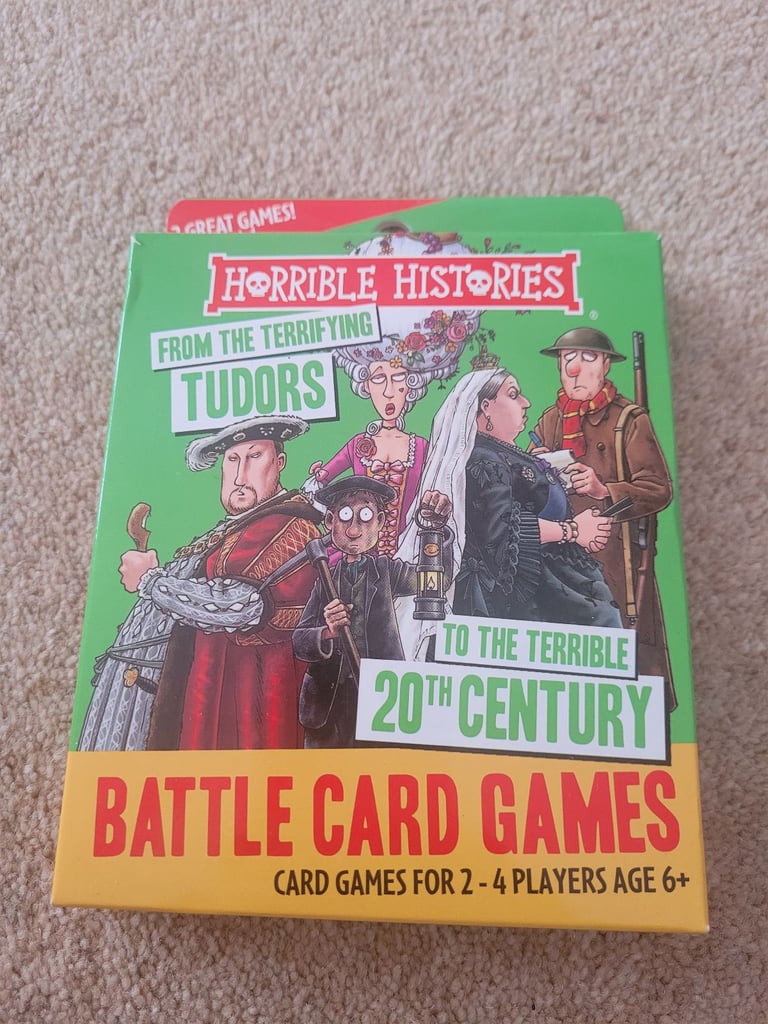 GREAT GAMES!
HORRIBLE HISTORIES
®
FROM THE TERRIFYING
TUDORS
TO THE TERRIBLE
20TH CENTURY
BATTLE CARD GAMES
CARD GAMES FOR 2 - 4 PLAYERS AGE 6+